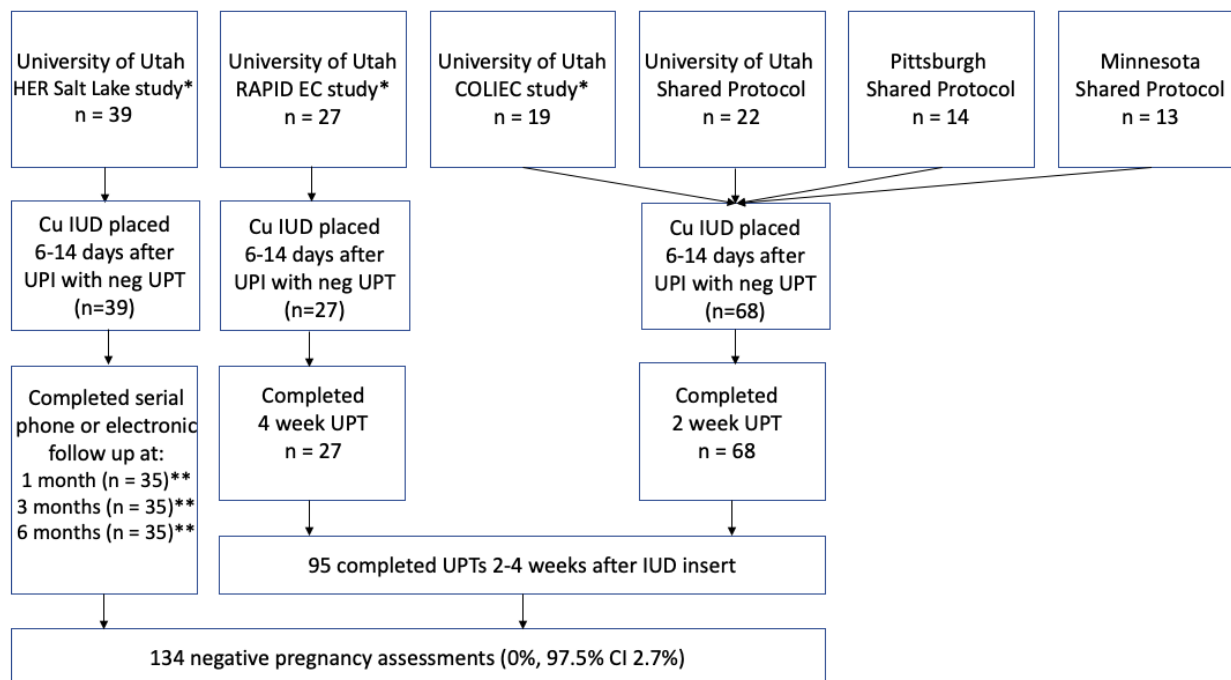 University of Utah
HER Salt Lake study*
n = 39
University of Utah
RAPID EC study*
n = 27
University of Utah
COLIEC study*
n = 19
University of Utah
Shared Protocol
n = 22
Pittsburgh
Shared Protocol
n = 14
Minnesota
Shared Protocol
n = 13
Cu IUD placed
6-14 days after
UPI with neg UPT
(n=39)
Cu IUD placed
6-14 days after
UPI with neg UPT
(n=27)
Cu IUD placed
6-14 days after
UPI with neg UPT
(n=68)
Completed serial
phone or electronic
follow up at:
1 month (n = 35)**
3 months (n = 35)**
6 months (n = 35)**
Completed
4 week UPT
n = 27
Completed
2 week UPT
n = 68
95 completed UPTs 2-4 weeks after IUD insert
134 negative pregnancy assessments (0%, 97.5% CI 2.7%)